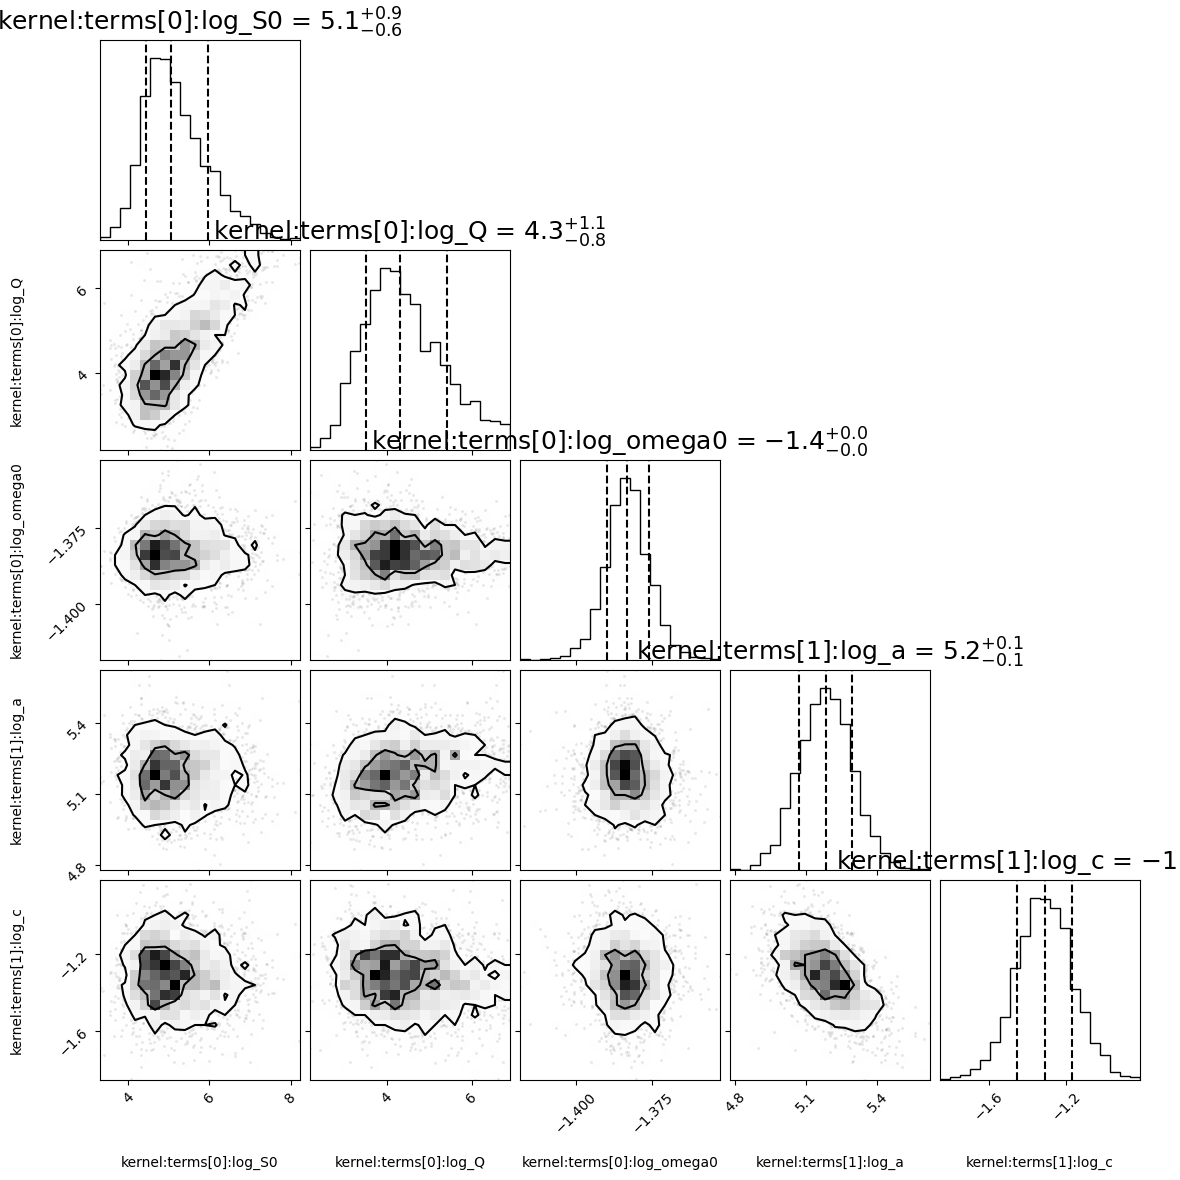 kernel:terms[0]:log_S0 = 5.1+0.9 −0.6
kernel:terms[0]:log_Q = 4.3+1.1 −0.8
kernel:terms[0]:log_Q
6
4
kernel:terms[0]:log_omega0 = −1.4+0.0 −0.0
kernel:terms[0]:log_omega0
−1.375
−1.400
kernel:terms[1]:log_a = 5.2+0.1 −0.1
kernel:terms[1]:log_a
5.4
5.1
4.8
kernel:terms[1]:log_c = −1
kernel:terms[1]:log_c
−1.2
−1.6
4 6 8 4 −1.400 −1.375 4.8 5.1 5.4 −1.6 −1.2
kernel:terms[0]:log_S0 kernel:terms[0]:log_Q kernel:terms[0]:log_omega0 kernel:terms[1]:log_a kernel:terms[1]:log_c